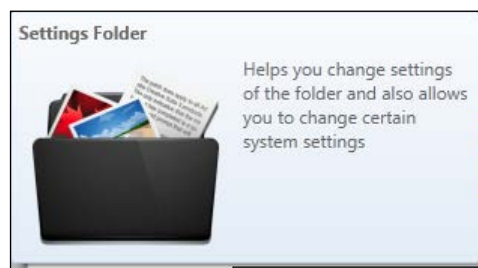 Settings Folder
Helps you change settings
of the folder and also allows
you to change certain
system settings